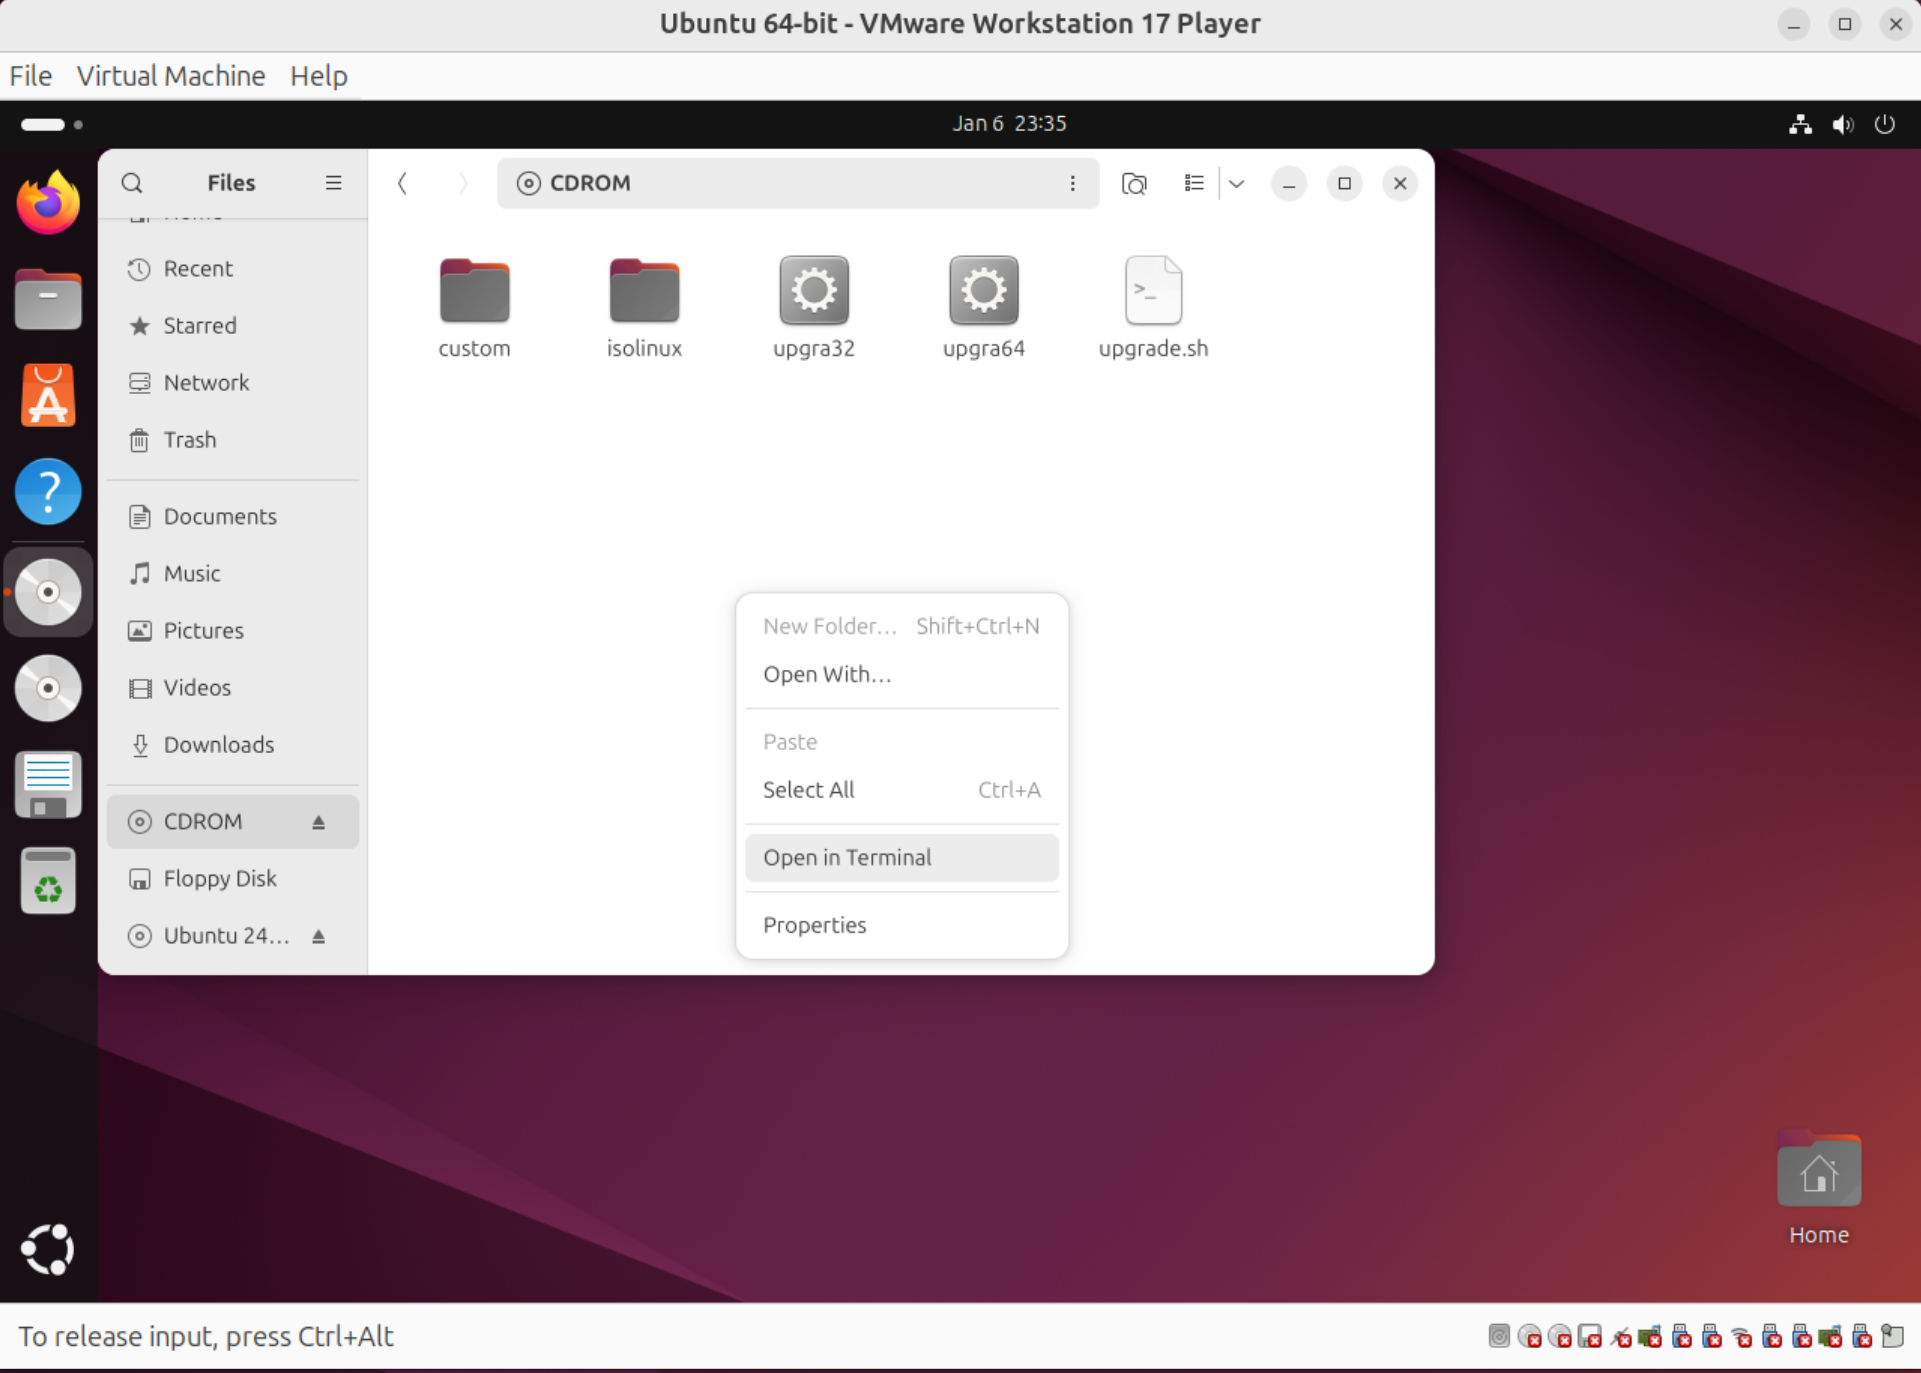 Ubuntu 64-bit - VMware Workstation 17 Player
File Virtual Machine Help
Jan 6 23:35
Files
CDROM
Recent
Starred
Network
Trash
Documents
Music
Pictures
Videos
Downloads
CDROM
Floppy Disk
Ubuntu 24...
custom
isolinux
upgra32
upgra64
>_
upgrade.sh
New Folder... Shift+Ctrl+N
Open With...
Paste
Select All Ctrl+A
Open in Terminal
Properties
Home
To release input, press Ctrl+Alt